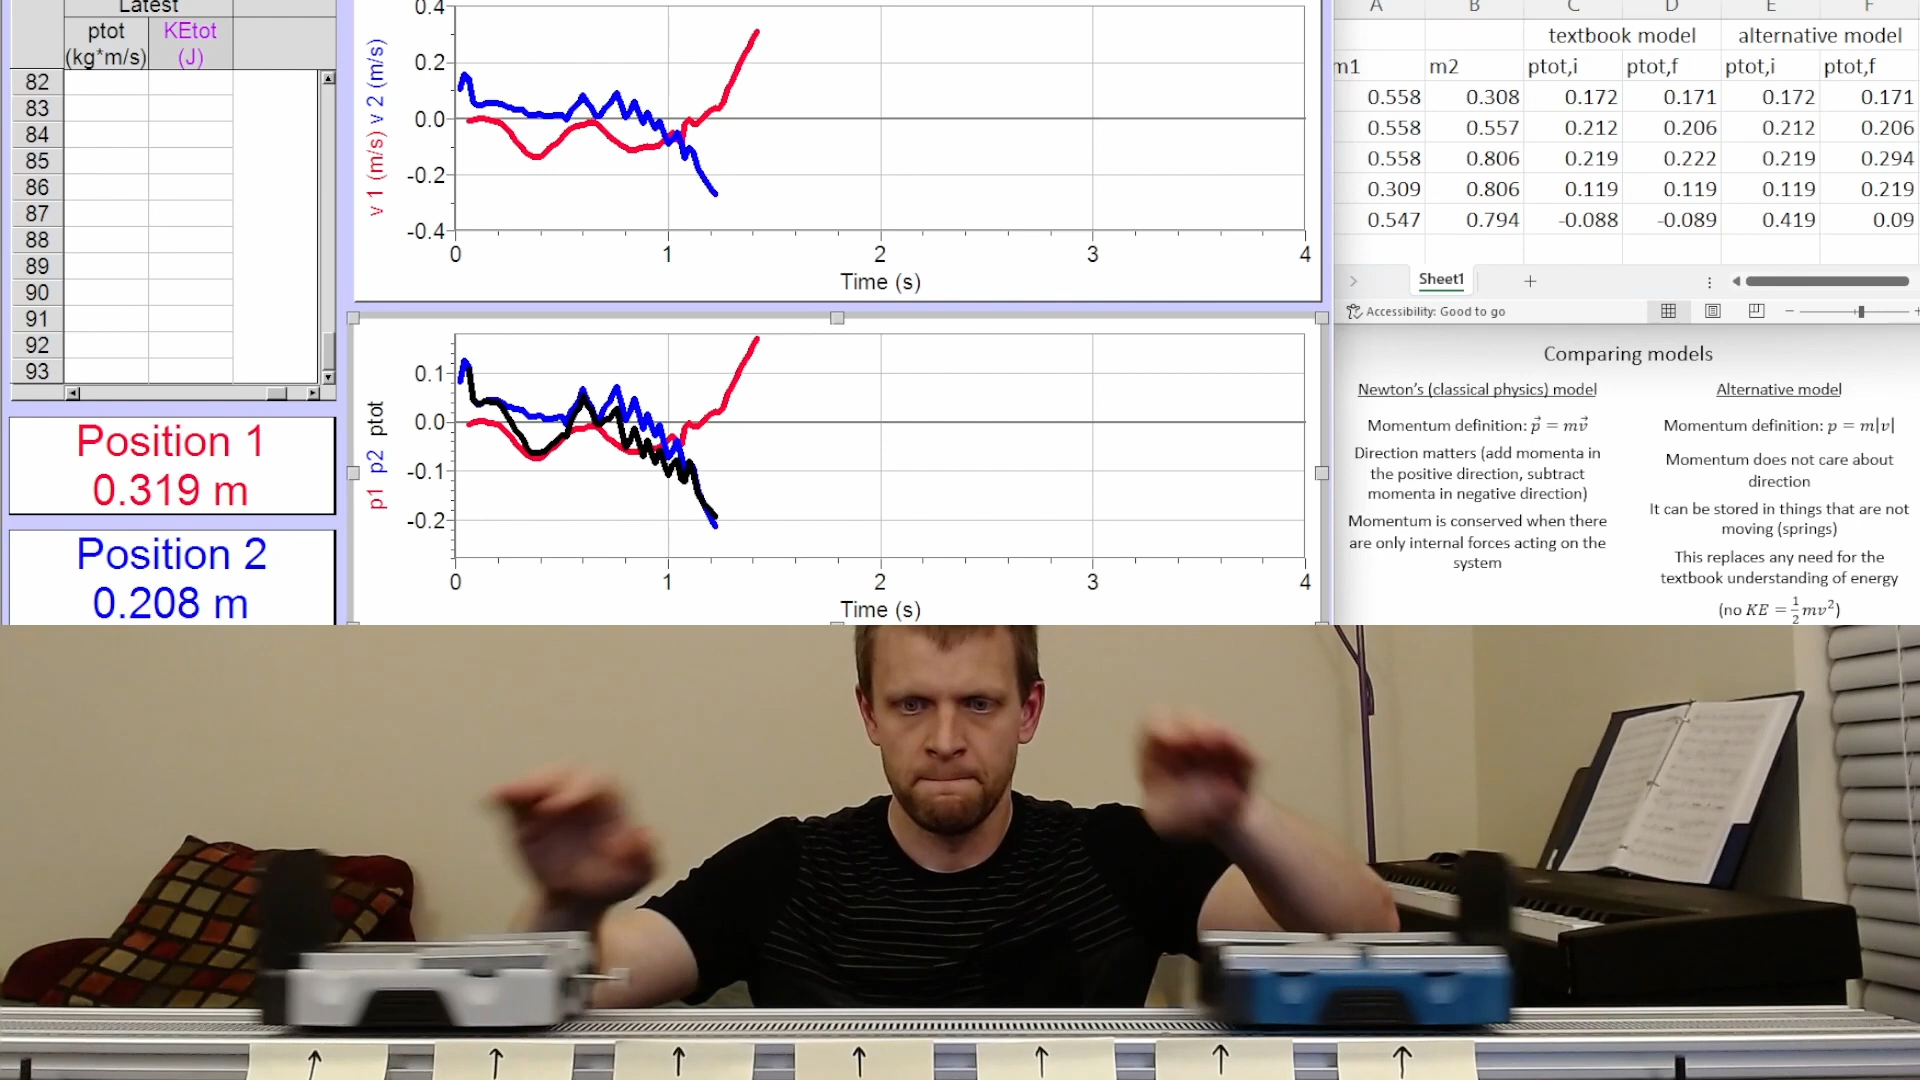 Latest
ptot
(kg*m/s)
KEtot
(J)
82
83
84
85
86
87
88
89
90
91
92
93
Position 1
0.319 m
Position 2
0.208 m
v 1 (m/s) v 2 (m/s)
0.4
0.2
0.0
-0.2
-0.4
0 1 2 3 4
Time (s)
p1 p2 ptot
0.1
0.0
-0.1
-0.2
0 1 2 3 4
Time (s)
A B C D E F
textbook model alternative model
m1 m2 ptot,i ptot,f ptot,i ptot,f
0.558 0.308 0.172 0.171 0.172 0.171
0.558 0.557 0.212 0.206 0.212 0.206
0.558 0.806 0.219 0.222 0.219 0.294
0.309 0.806 0.119 0.119 0.119 0.219
0.547 0.794 -0.088 -0.089 0.419 0.09
Sheet1
Accessibility: Good to go
Comparing models
Newton's (classical physics) model
Momentum definition: p⃗ = mv⃗
Direction matters (add momenta in
the positive direction, subtract
momenta in negative direction)
Momentum is conserved when there
are only internal forces acting on the
system
Alternative model
Momentum definition: p = m|v|
Momentum does not care about
direction
It can be stored in things that are not
moving (springs)
This replaces any need for the
textbook understanding of energy
(no KE = 1/2 mv²)